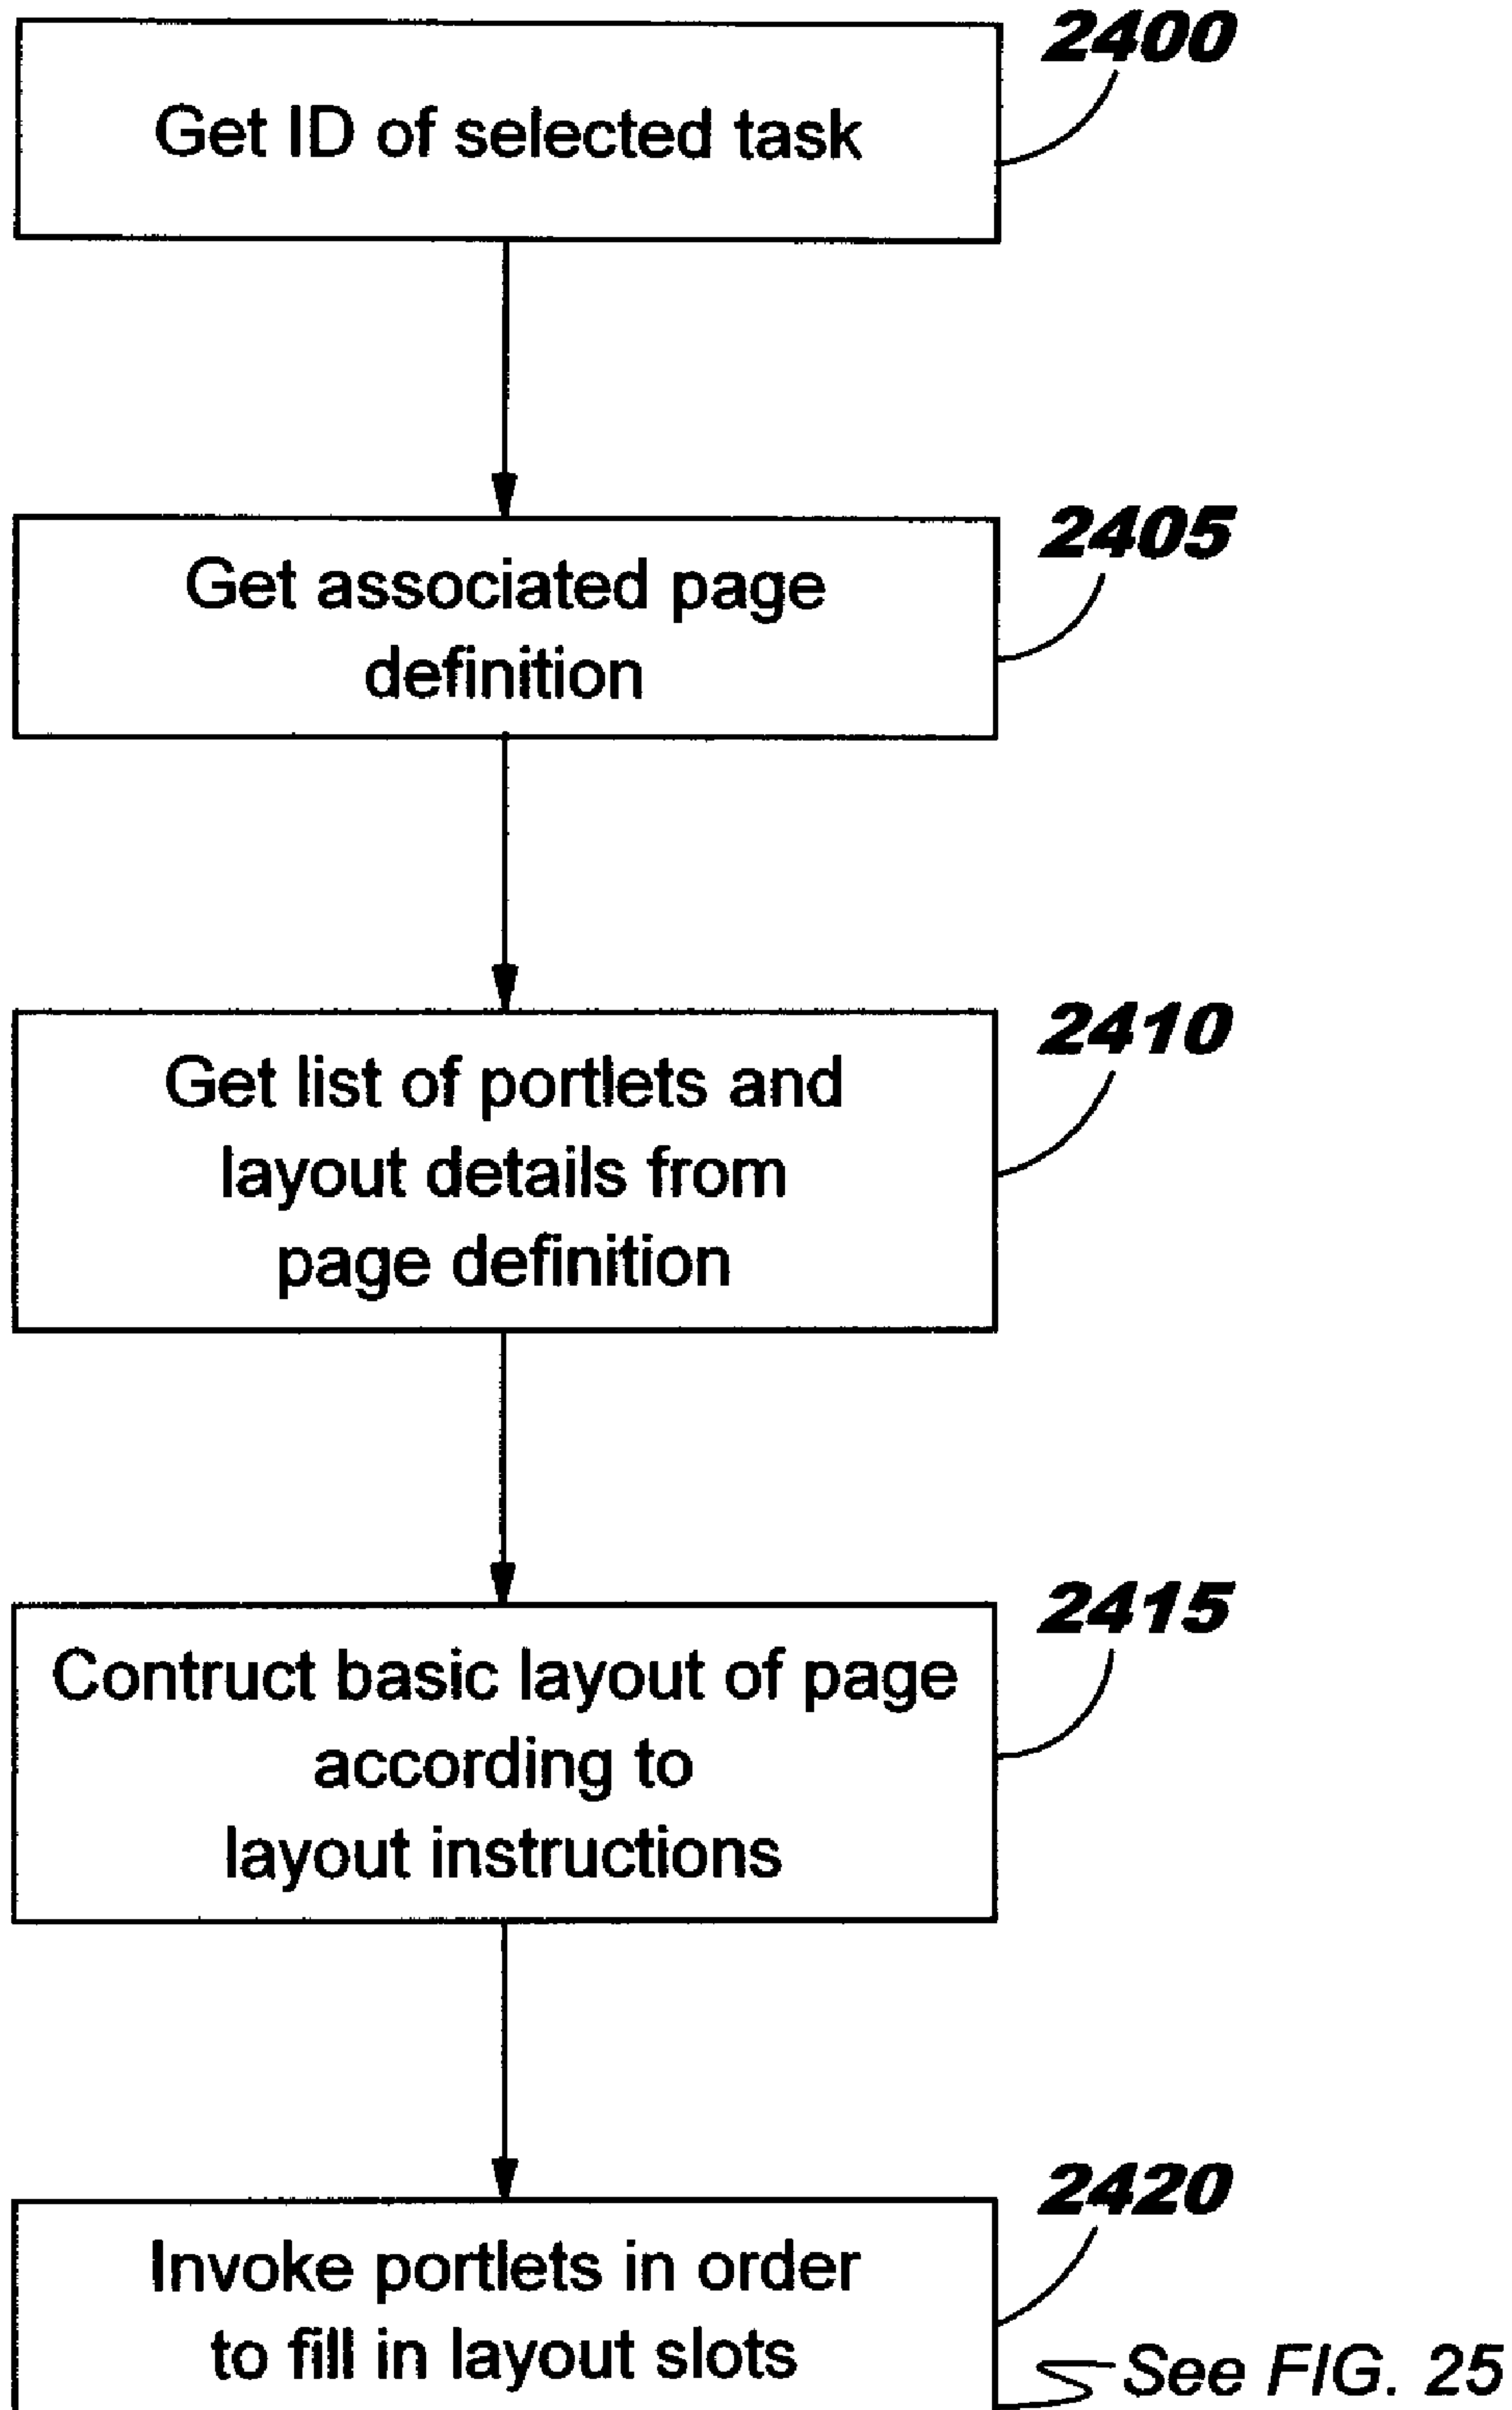 2400
Get ID of selected task
2405
Get associated page
definition
2410
Get list of portlets and
layout details from
page definition
2415
Contruct basic layout of page
according to
layout instructions
2420
Invoke portlets in order
to fill in layout slots
See FIG. 25